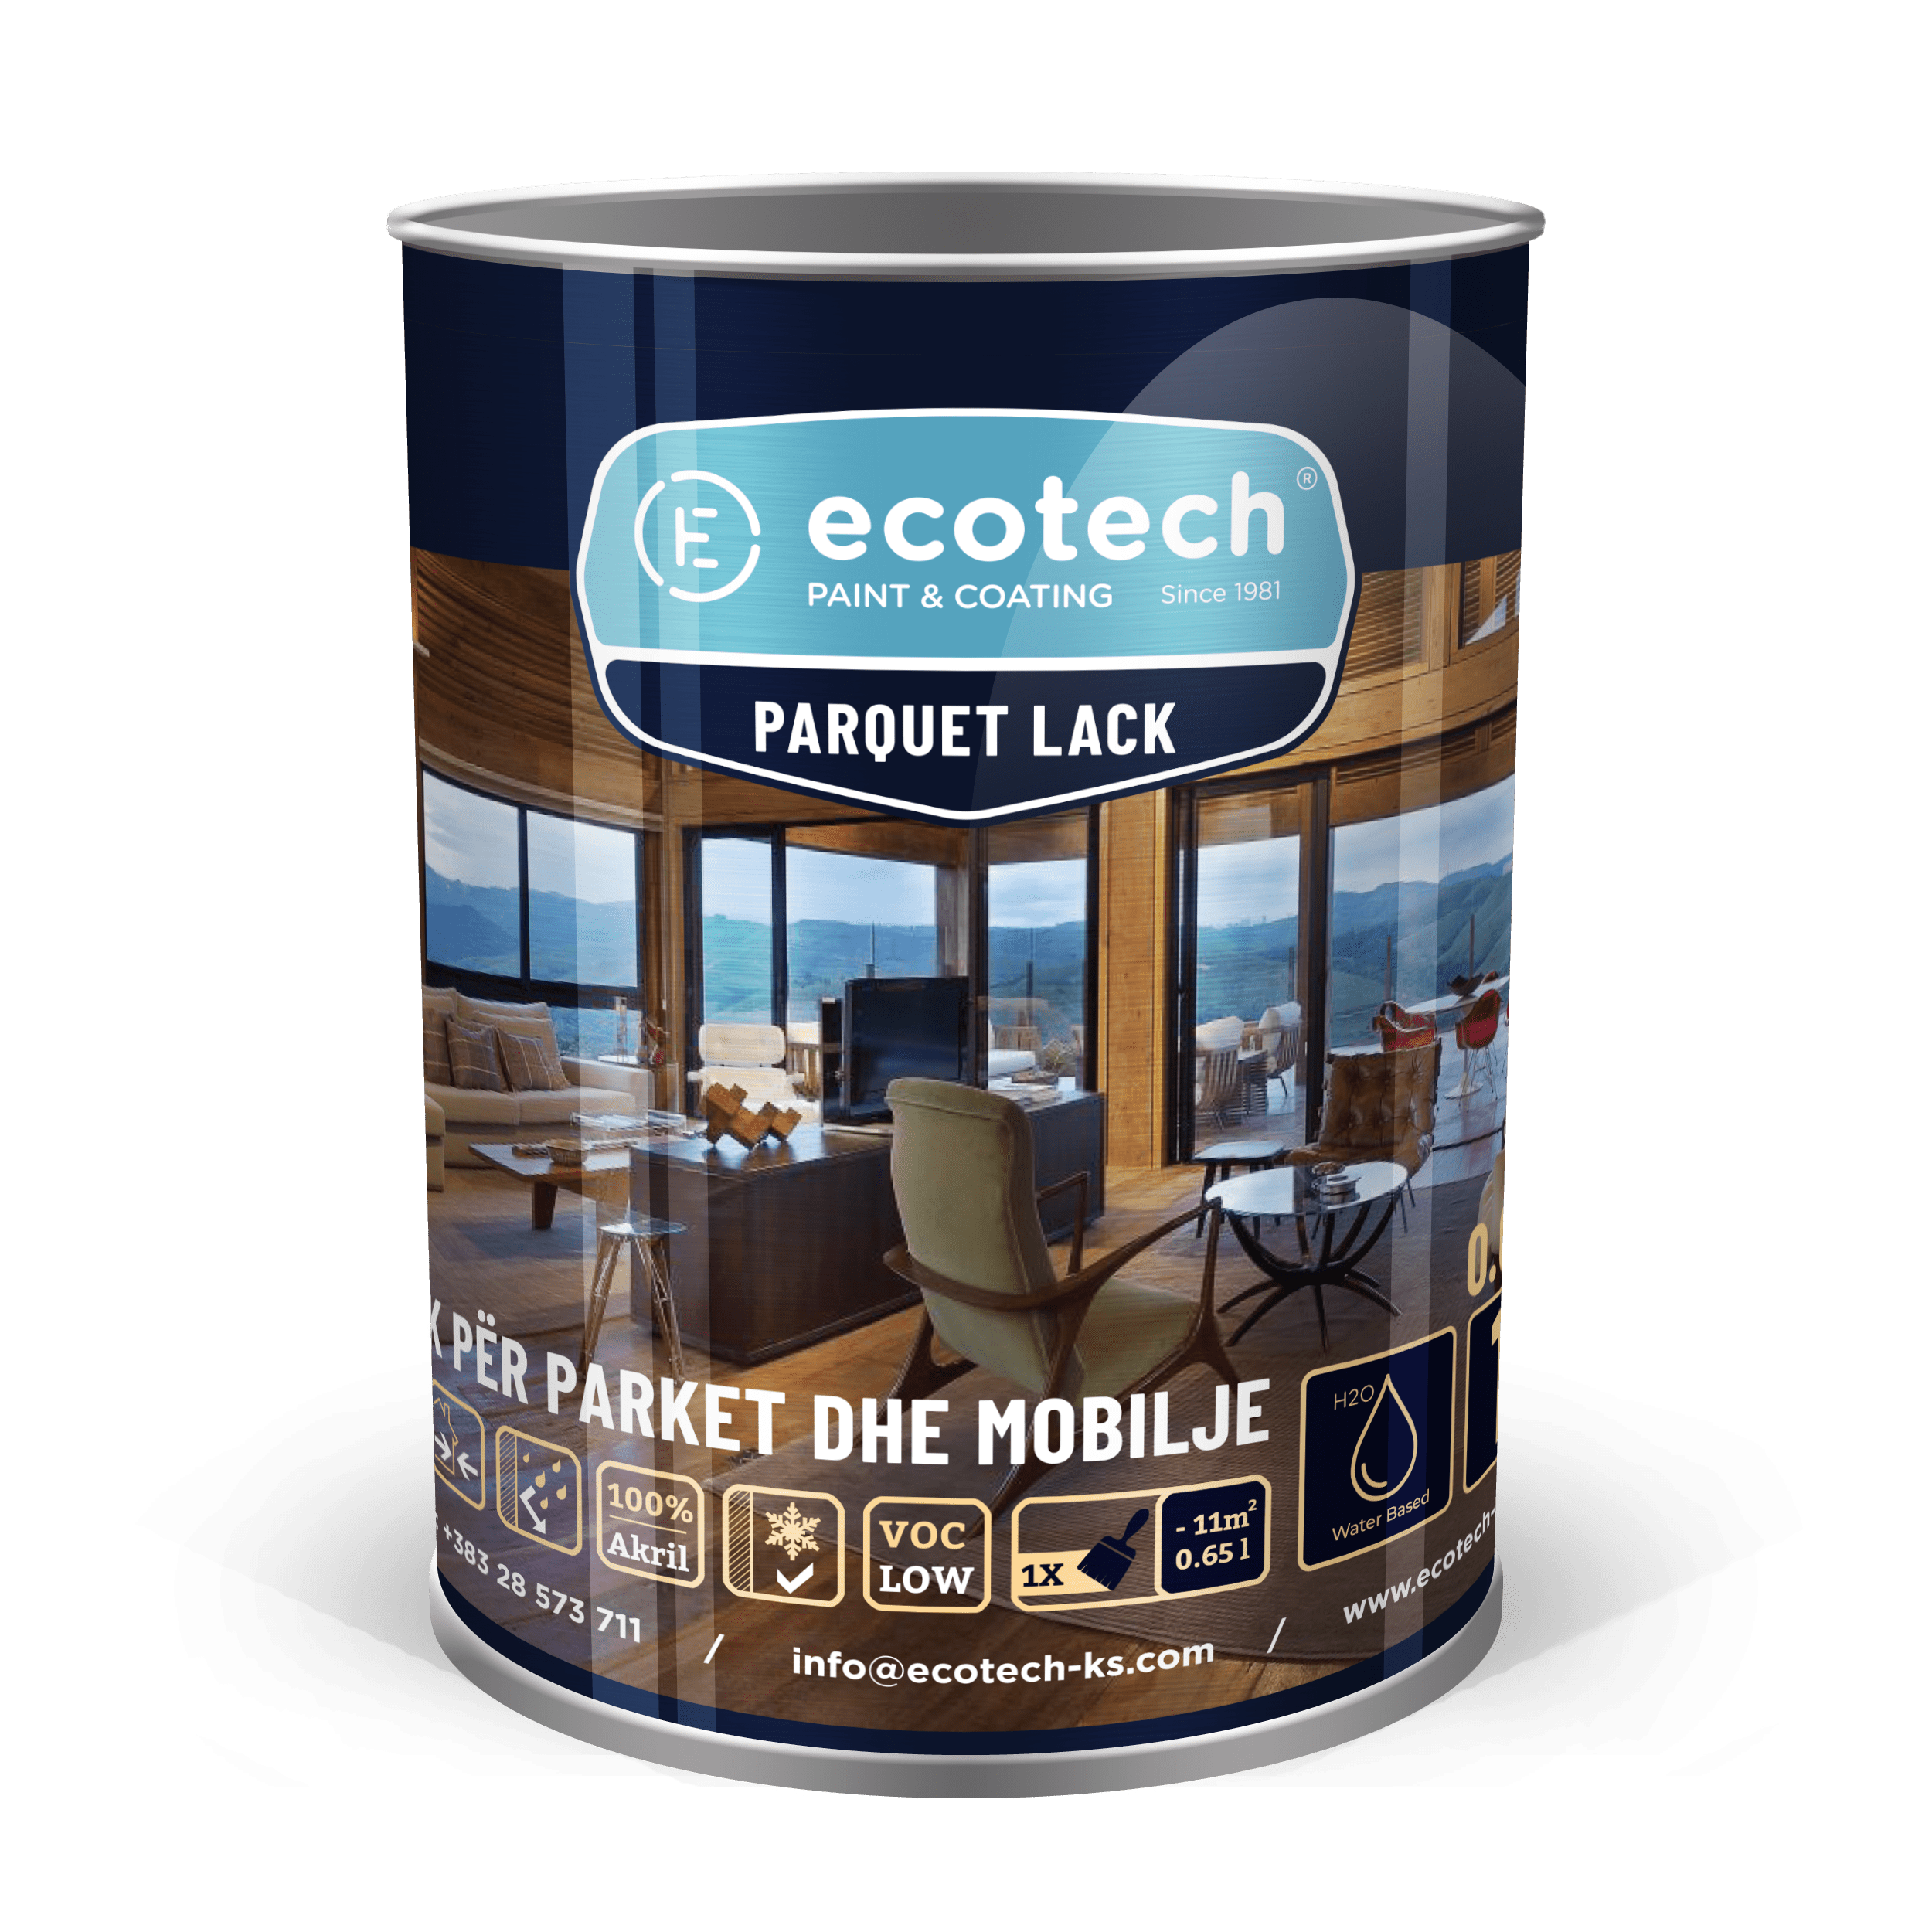 ecotech ®
PAINT & COATING Since 1981
PARQUET LACK
PËR PARKET DHE MOBILJE
H2O
Water Based
100%
Akril
VOC
LOW
1X
- 11m²
0.65 l
+383 28 573 711 / info@ecotech-ks.com / www.ecotech-